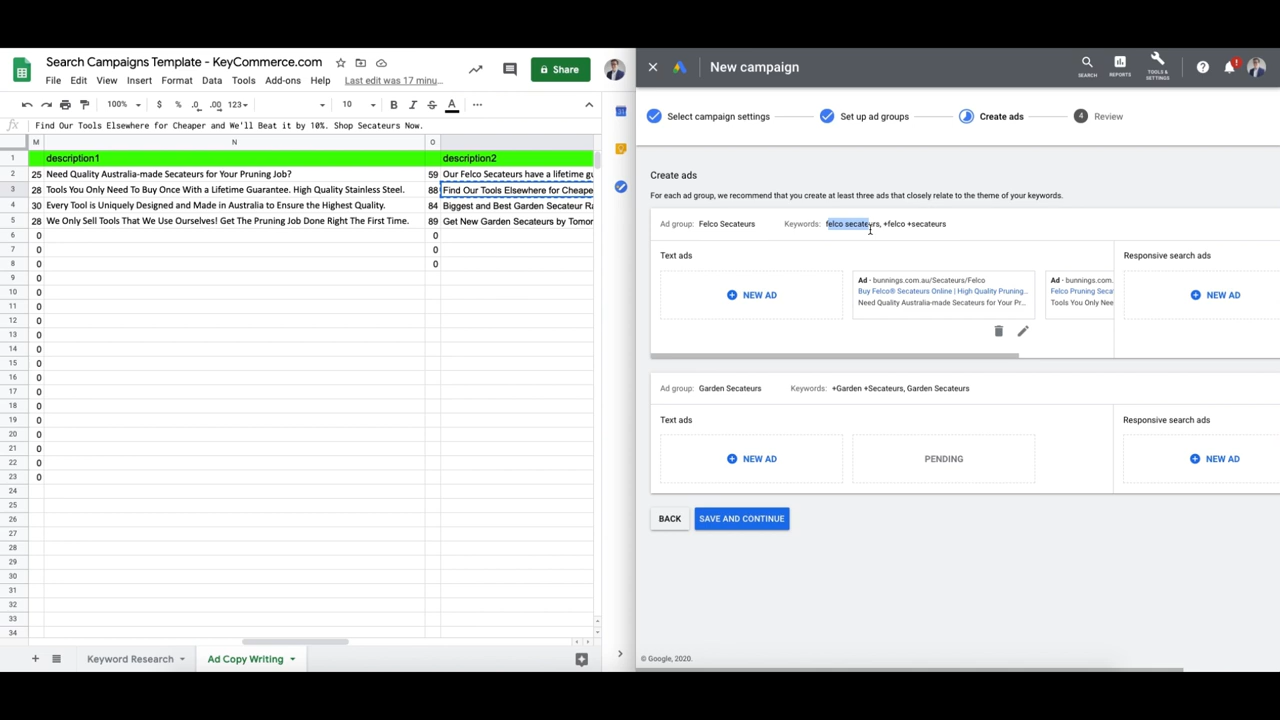 Search Campaigns Template - KeyCommerce.com
File Edit View Insert Format Data Tools Add-ons Help Last edit was 17 minu...
Share
100% $ % .0 .00 123 10 B I S A
fx Find Our Tools Elsewhere for Cheaper and We'll Beat it by 10%. Shop Secateurs Now.
M N O
1 description1 description2
2 25 Need Quality Australia-made Secateurs for Your Pruning Job? 59 Our Felco Secateurs have a lifetime gu
3 28 Tools You Only Need To Buy Once With a Lifetime Guarantee. High Quality Stainless Steel. 88 Find Our Tools Elsewhere for Cheape
4 30 Every Tool is Uniquely Designed and Made in Australia to Ensure the Highest Quality. 84 Biggest and Best Garden Secateur Ra
5 28 We Only Sell Tools That We Use Ourselves! Get The Pruning Job Done Right The First Time. 89 Get New Garden Secateurs by Tomor
6 0 0
7 0 0
8 0 0
9 0
10 0
11 0
12 0
13 0
14 0
15 0
16 0
17 0
18 0
19 0
20 0
21 0
22 0
23 0
24
25
26
27
28
29
30
31
32
33
34
Keyword Research Ad Copy Writing
New campaign
SEARCH REPORTS TOOLS & SETTINGS
Select campaign settings Set up ad groups Create ads 4 Review
Create ads
For each ad group, we recommend that you create at least three ads that closely relate to the theme of your keywords.
Ad group: Felco Secateurs Keywords: felco secateurs, +felco +secateurs
Text ads Responsive search ads
NEW AD
Ad · bunnings.com.au/Secateurs/Felco
Buy Felco® Secateurs Online | High Quality Pruning...
Need Quality Australia-made Secateurs for Your Pr...
Ad · bunnings.com.
Felco Pruning Seca
Tools You Only Nee
NEW AD
Ad group: Garden Secateurs Keywords: +Garden +Secateurs, Garden Secateurs
Text ads Responsive search ads
NEW AD PENDING NEW AD
BACK SAVE AND CONTINUE
© Google, 2020.